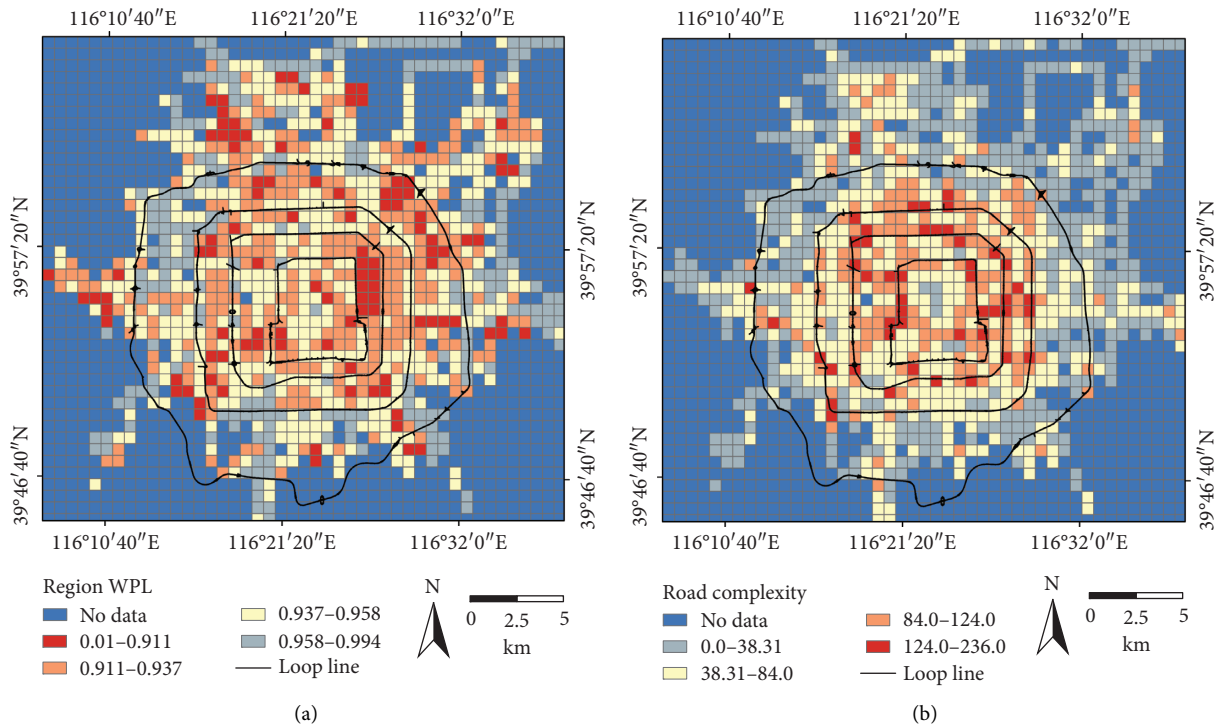 116°10′40″E 116°21′20″E 116°32′0″E
39°57′20″N 39°57′20″N
39°46′40″N 39°46′40″N
116°10′40″E 116°21′20″E 116°32′0″E
Region WPL
No data 0.937–0.958
0.01–0.911 0.958–0.994
0.911–0.937 Loop line
N
0 2.5 5
km
(a)
116°10′40″E 116°21′20″E 116°32′0″E
39°57′20″N 39°57′20″N
39°46′40″N 39°46′40″N
116°10′40″E 116°21′20″E 116°32′0″E
Road complexity
No data 84.0–124.0
0.0–38.31 124.0–236.0
38.31–84.0 Loop line
N
0 2.5 5
km
(b)